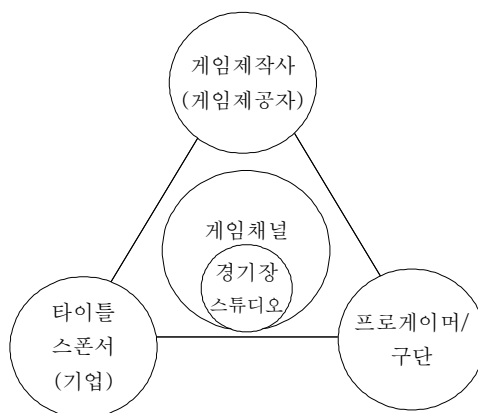 게임제작사
(게임제공자)
게임채널
경기장
스튜디오
타이틀
스폰서
(기업)
프로게이머/
구단